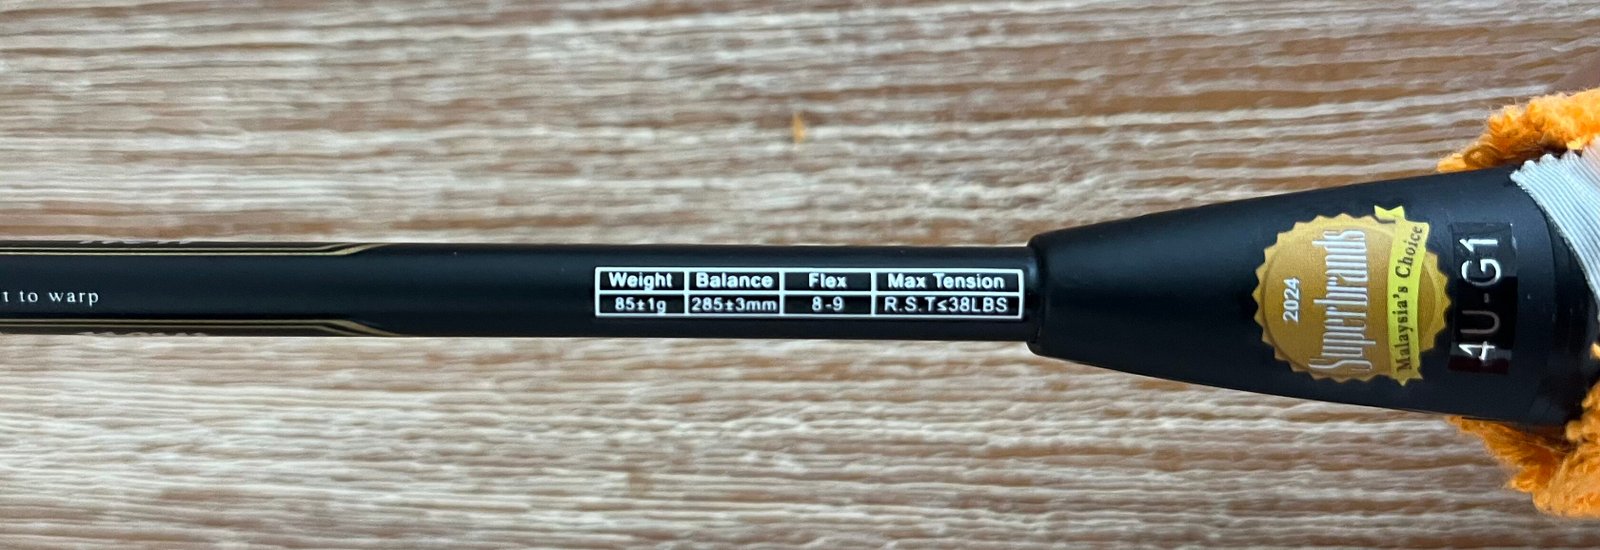 t to warp
Weight Balance Flex Max Tension
85±1g 285±3mm 8-9 R.S.T≤38LBS
2024
Superbrands
Malaysia's Choice
4U-G1